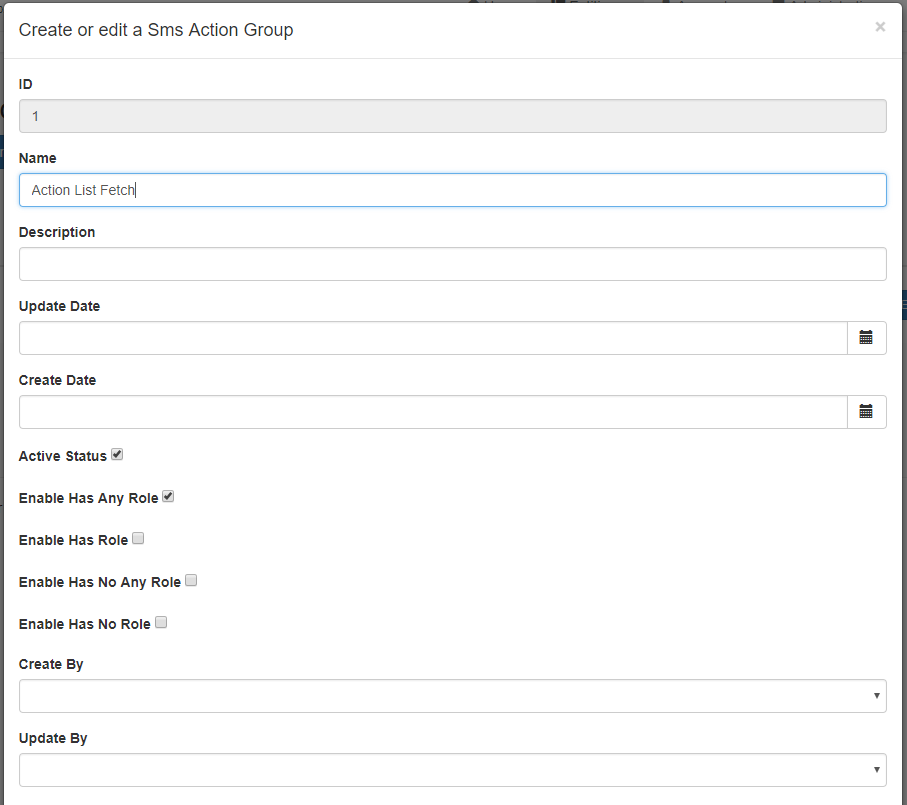 Create or edit a Sms Action Group
×
ID
1
Name
Action List Fetch
Description
Update Date
Create Date
Active Status
Enable Has Any Role
Enable Has Role
Enable Has No Any Role
Enable Has No Role
Create By
Update By